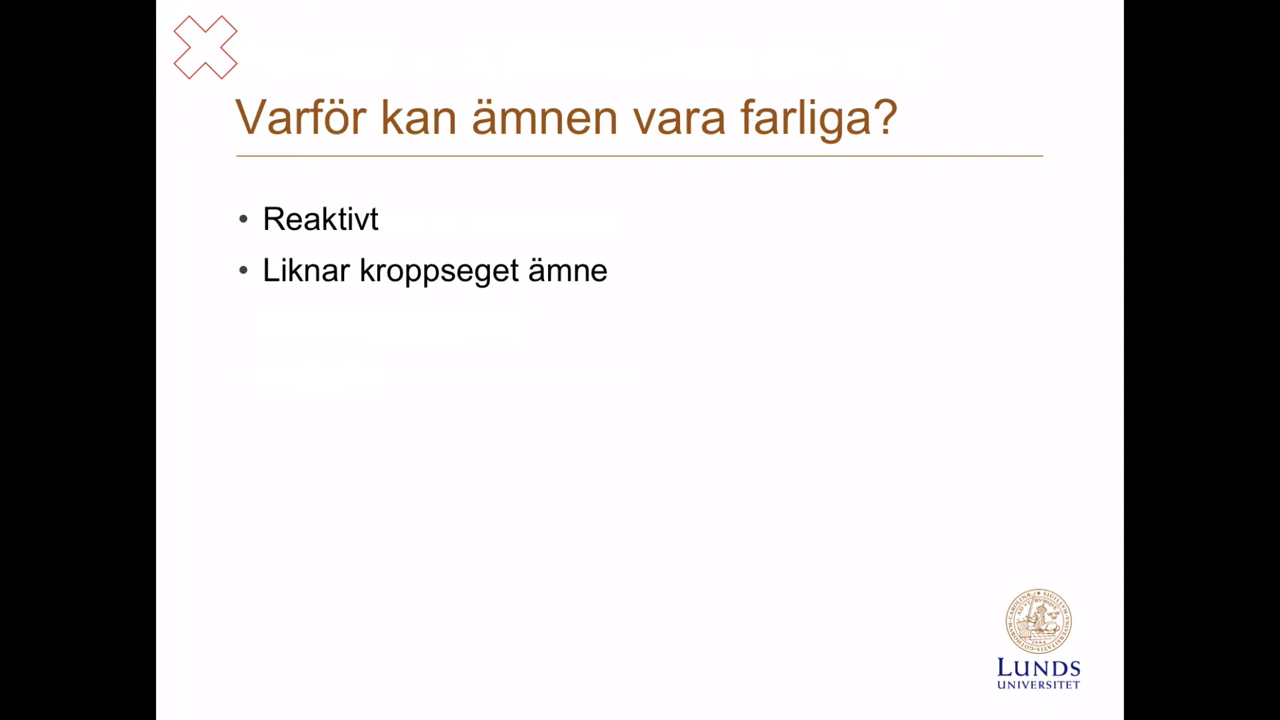 Varför kan ämnen vara farliga?
• Reaktivt
• Liknar kroppseget ämne
LUNDS
UNIVERSITET